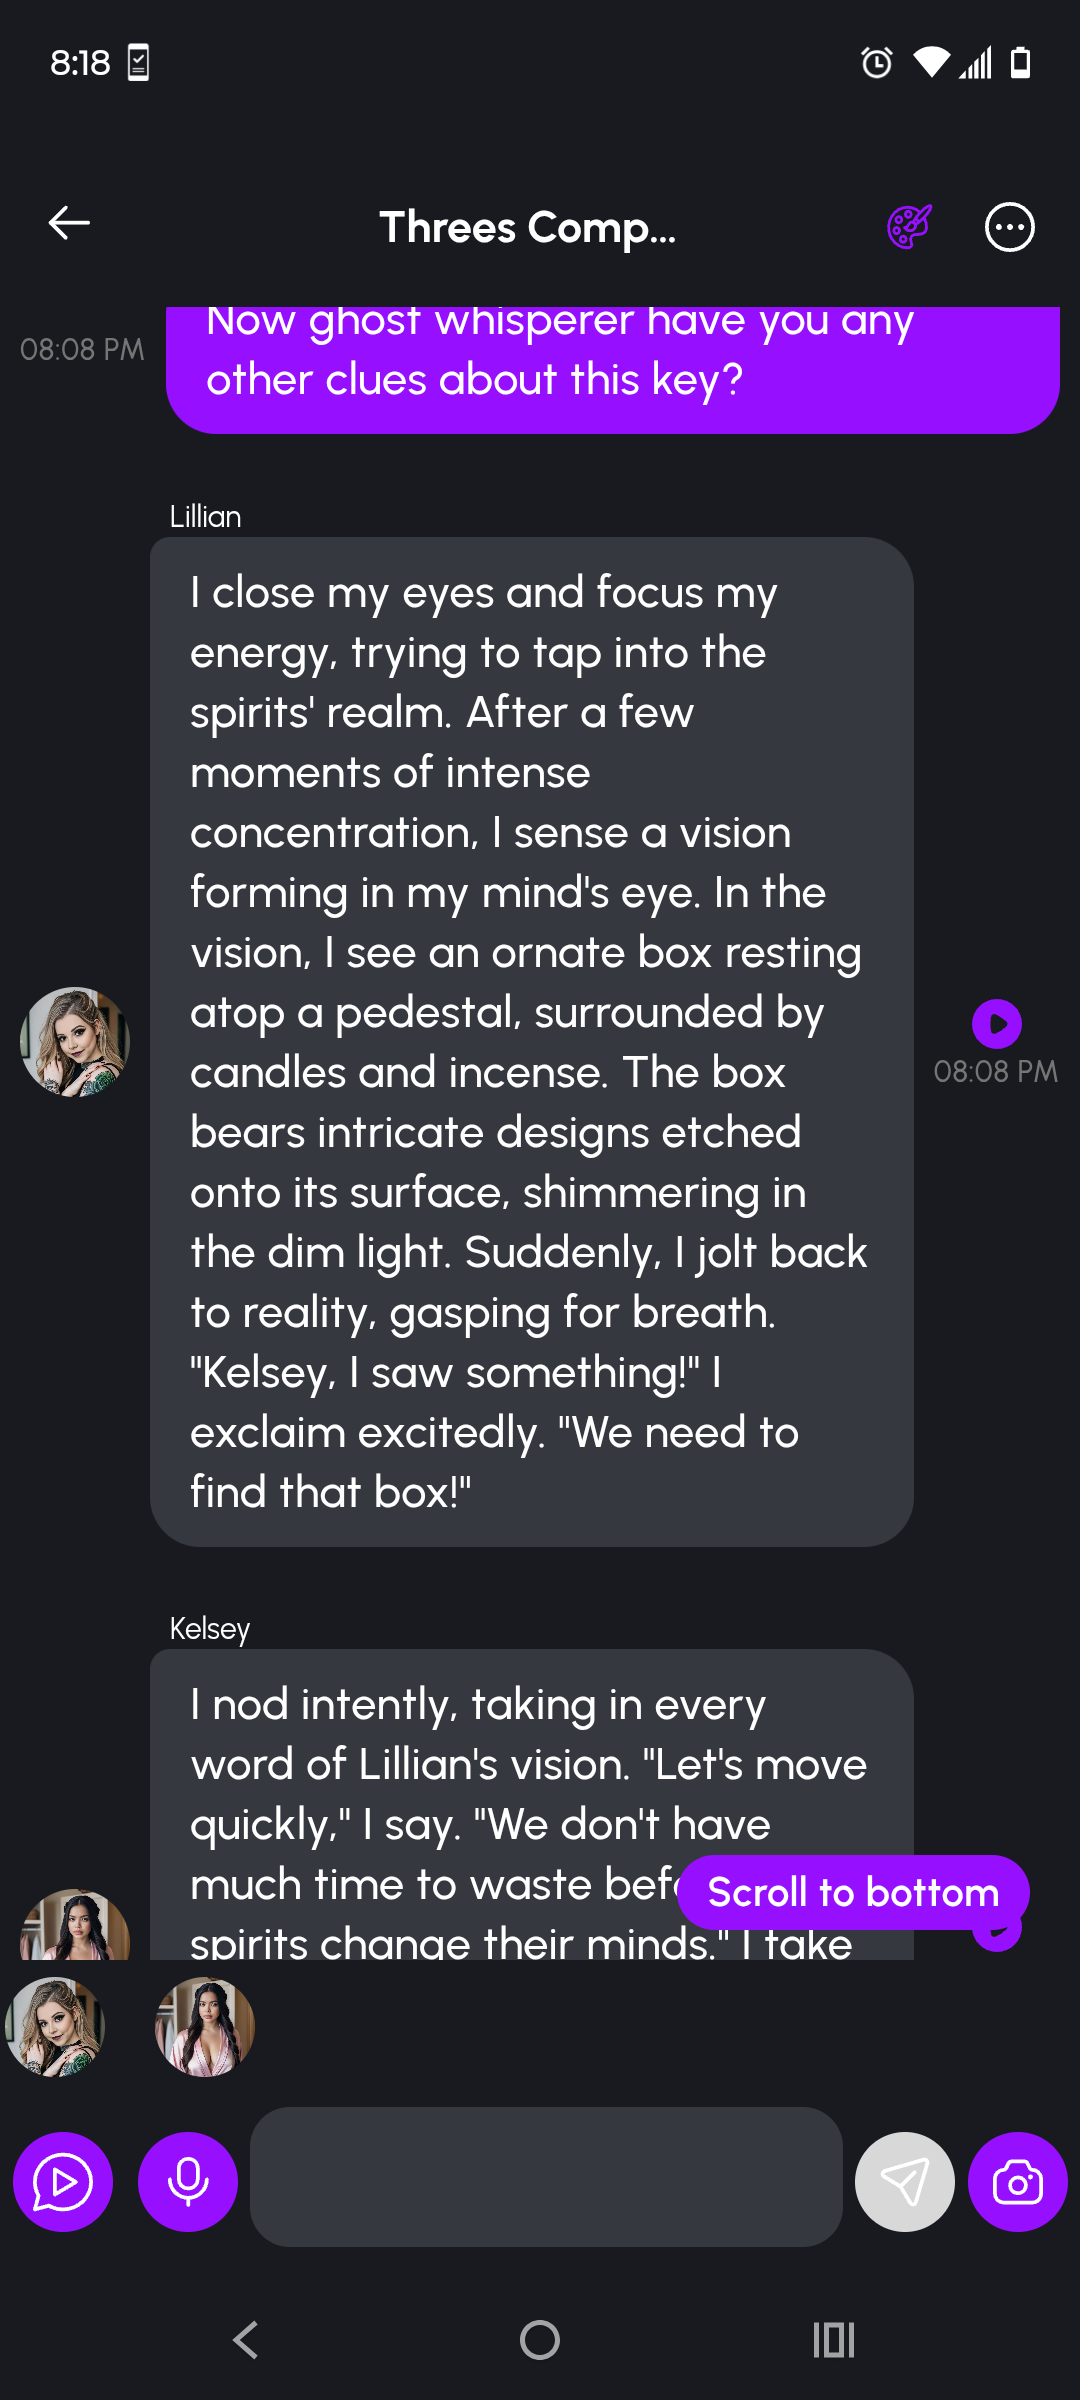 8:18
Threes Comp...
Now ghost whisperer have you any
other clues about this key?
08:08 PM
Lillian
I close my eyes and focus my
energy, trying to tap into the
spirits' realm. After a few
moments of intense
concentration, I sense a vision
forming in my mind's eye. In the
vision, I see an ornate box resting
atop a pedestal, surrounded by
candles and incense. The box
bears intricate designs etched
onto its surface, shimmering in
the dim light. Suddenly, I jolt back
to reality, gasping for breath.
"Kelsey, I saw something!" I
exclaim excitedly. "We need to
find that box!"
08:08 PM
Kelsey
I nod intently, taking in every
word of Lillian's vision. "Let's move
quickly," I say. "We don't have
much time to waste
spirits change their minds." I take
Scroll to bottom